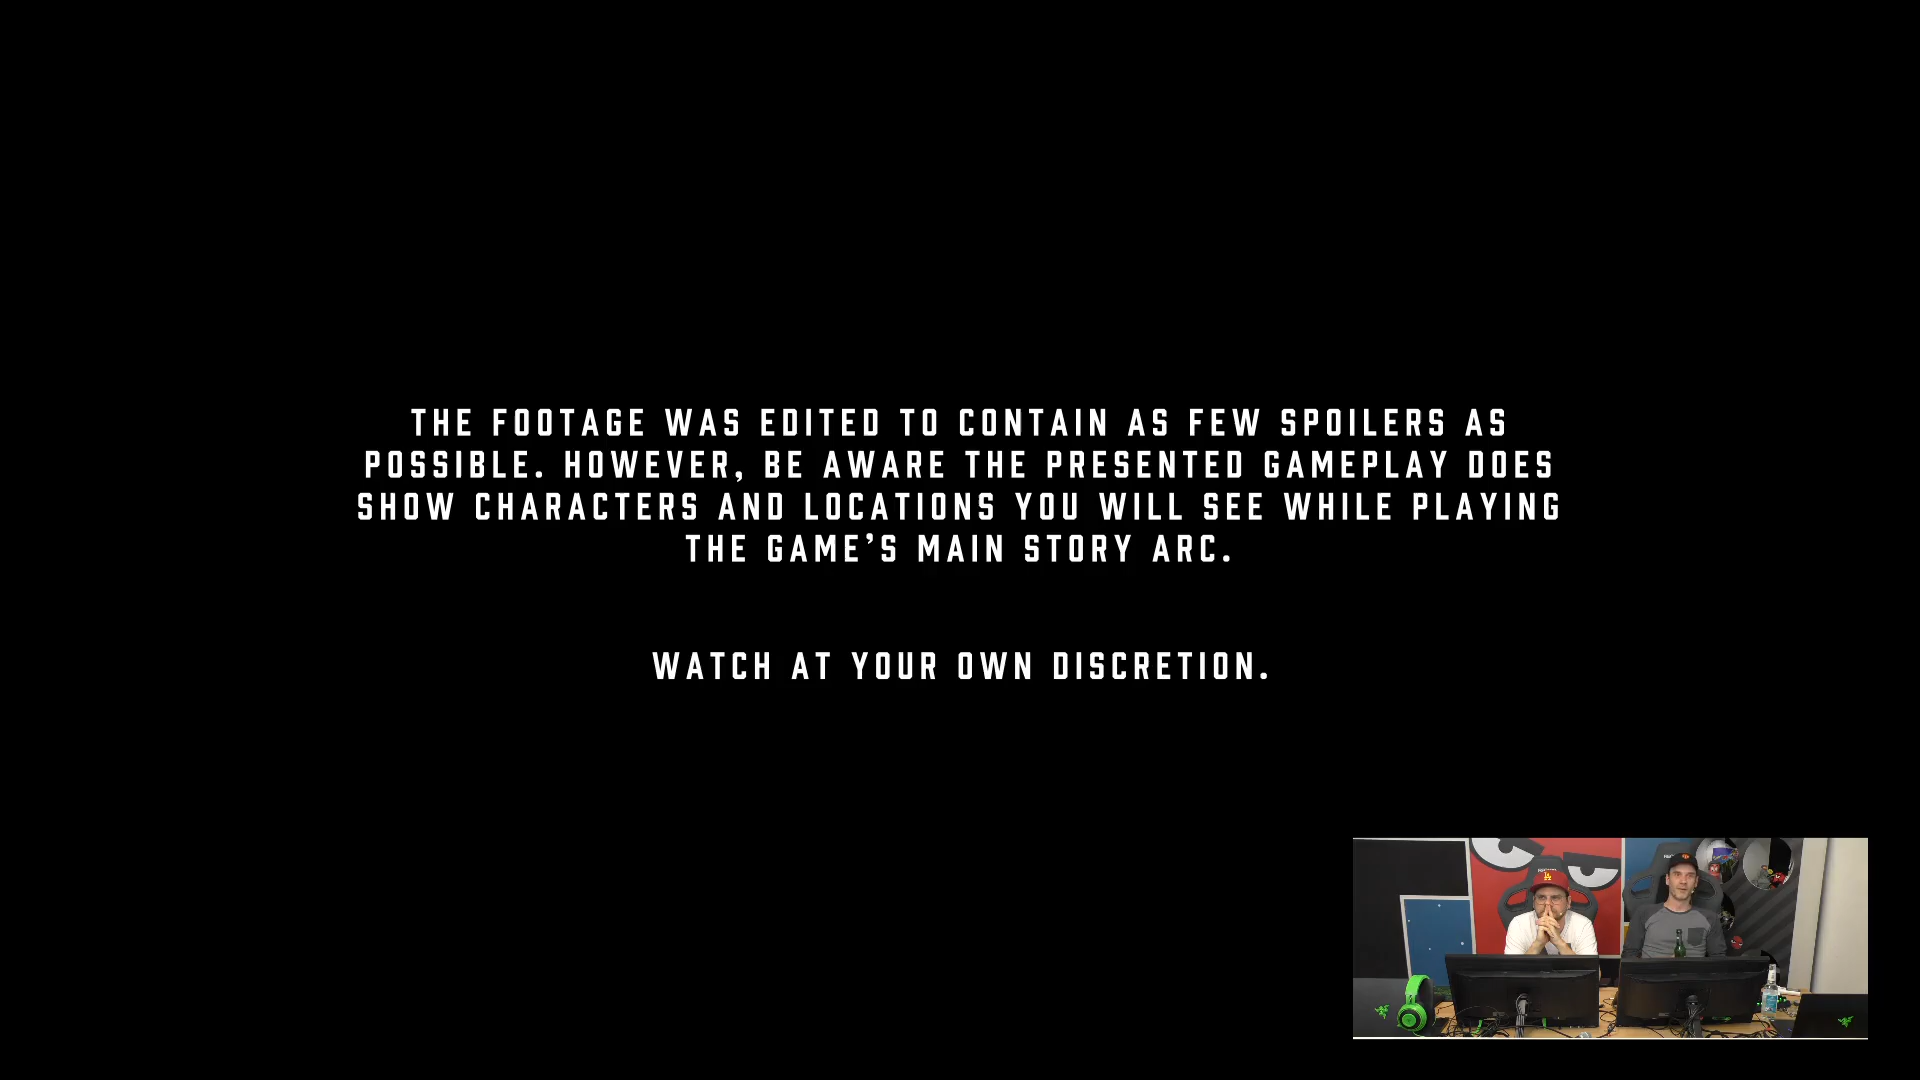 THE FOOTAGE WAS EDITED TO CONTAIN AS FEW SPOILERS AS
POSSIBLE. HOWEVER, BE AWARE THE PRESENTED GAMEPLAY DOES
SHOW CHARACTERS AND LOCATIONS YOU WILL SEE WHILE PLAYING
THE GAME’S MAIN STORY ARC.
WATCH AT YOUR OWN DISCRETION.